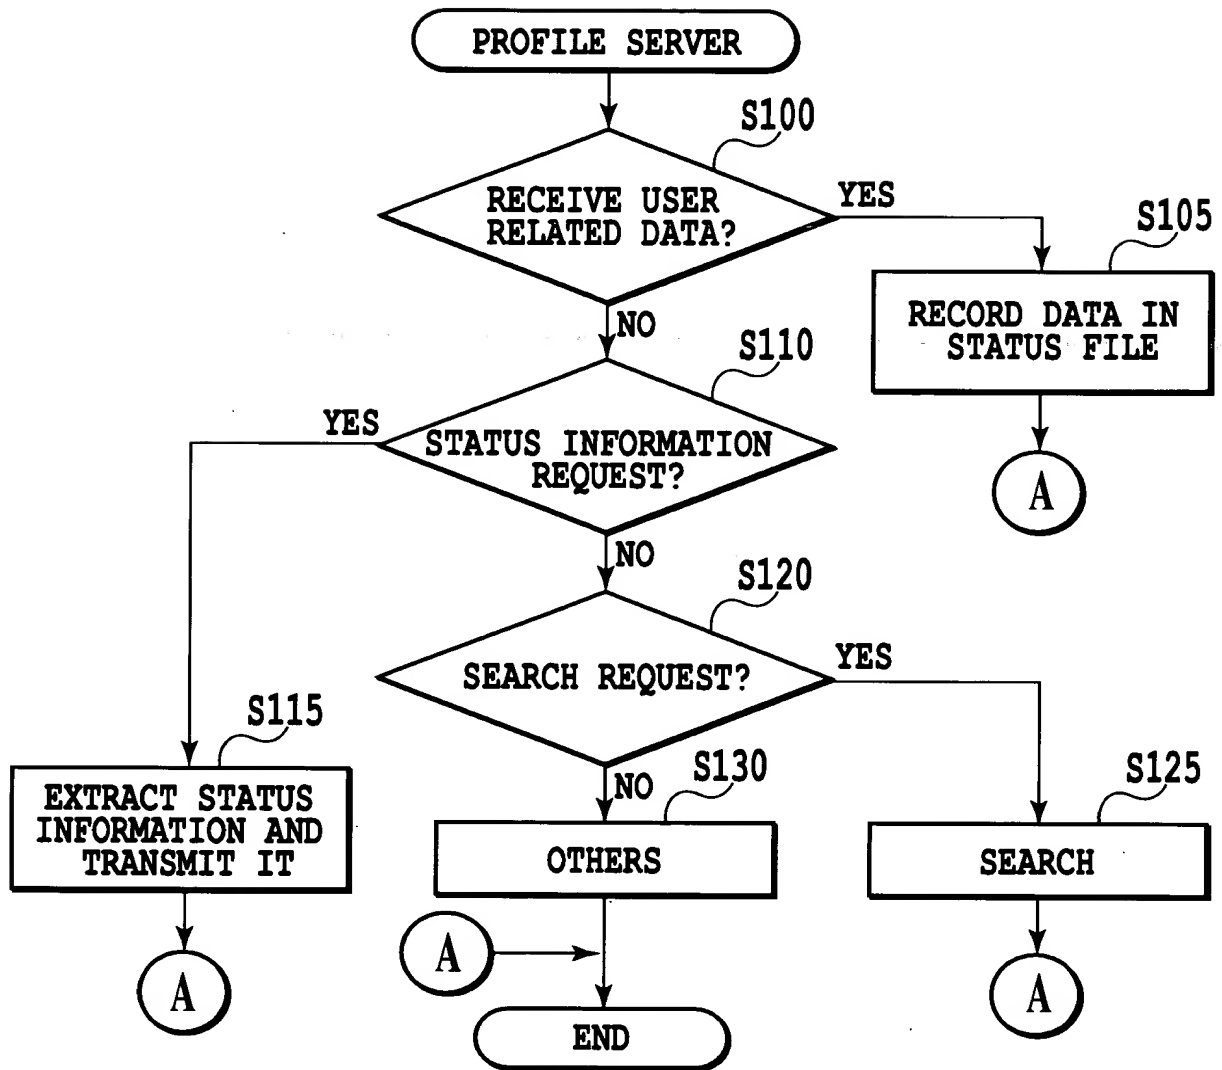 PROFILE SERVER
S100
RECEIVE USER
RELATED DATA?
YES
S105
RECORD DATA IN
STATUS FILE
A
NO
S110
YES
STATUS INFORMATION
REQUEST?
NO
S120
SEARCH REQUEST?
YES
S115
EXTRACT STATUS
INFORMATION AND
TRANSMIT IT
A
NO
S130
OTHERS
S125
SEARCH
A
A
END